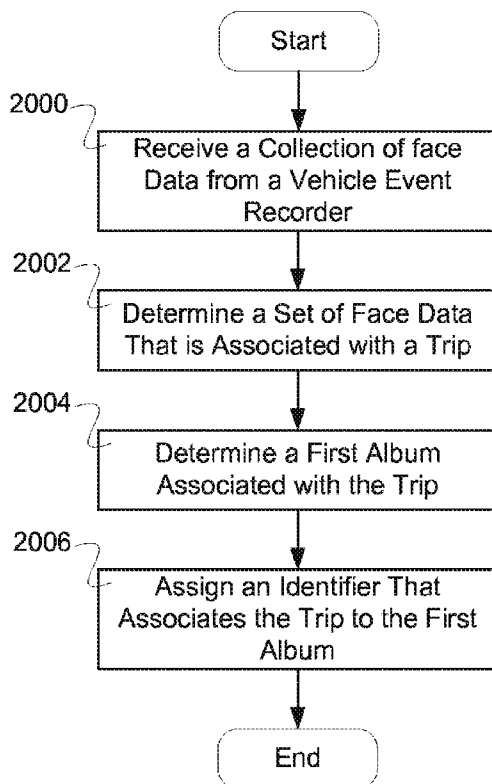 Start
2000
Receive a Collection of face
Data from a Vehicle Event
Recorder
2002
Determine a Set of Face Data
That is Associated with a Trip
2004
Determine a First Album
Associated with the Trip
2006
Assign an Identifier That
Associates the Trip to the First
Album
End